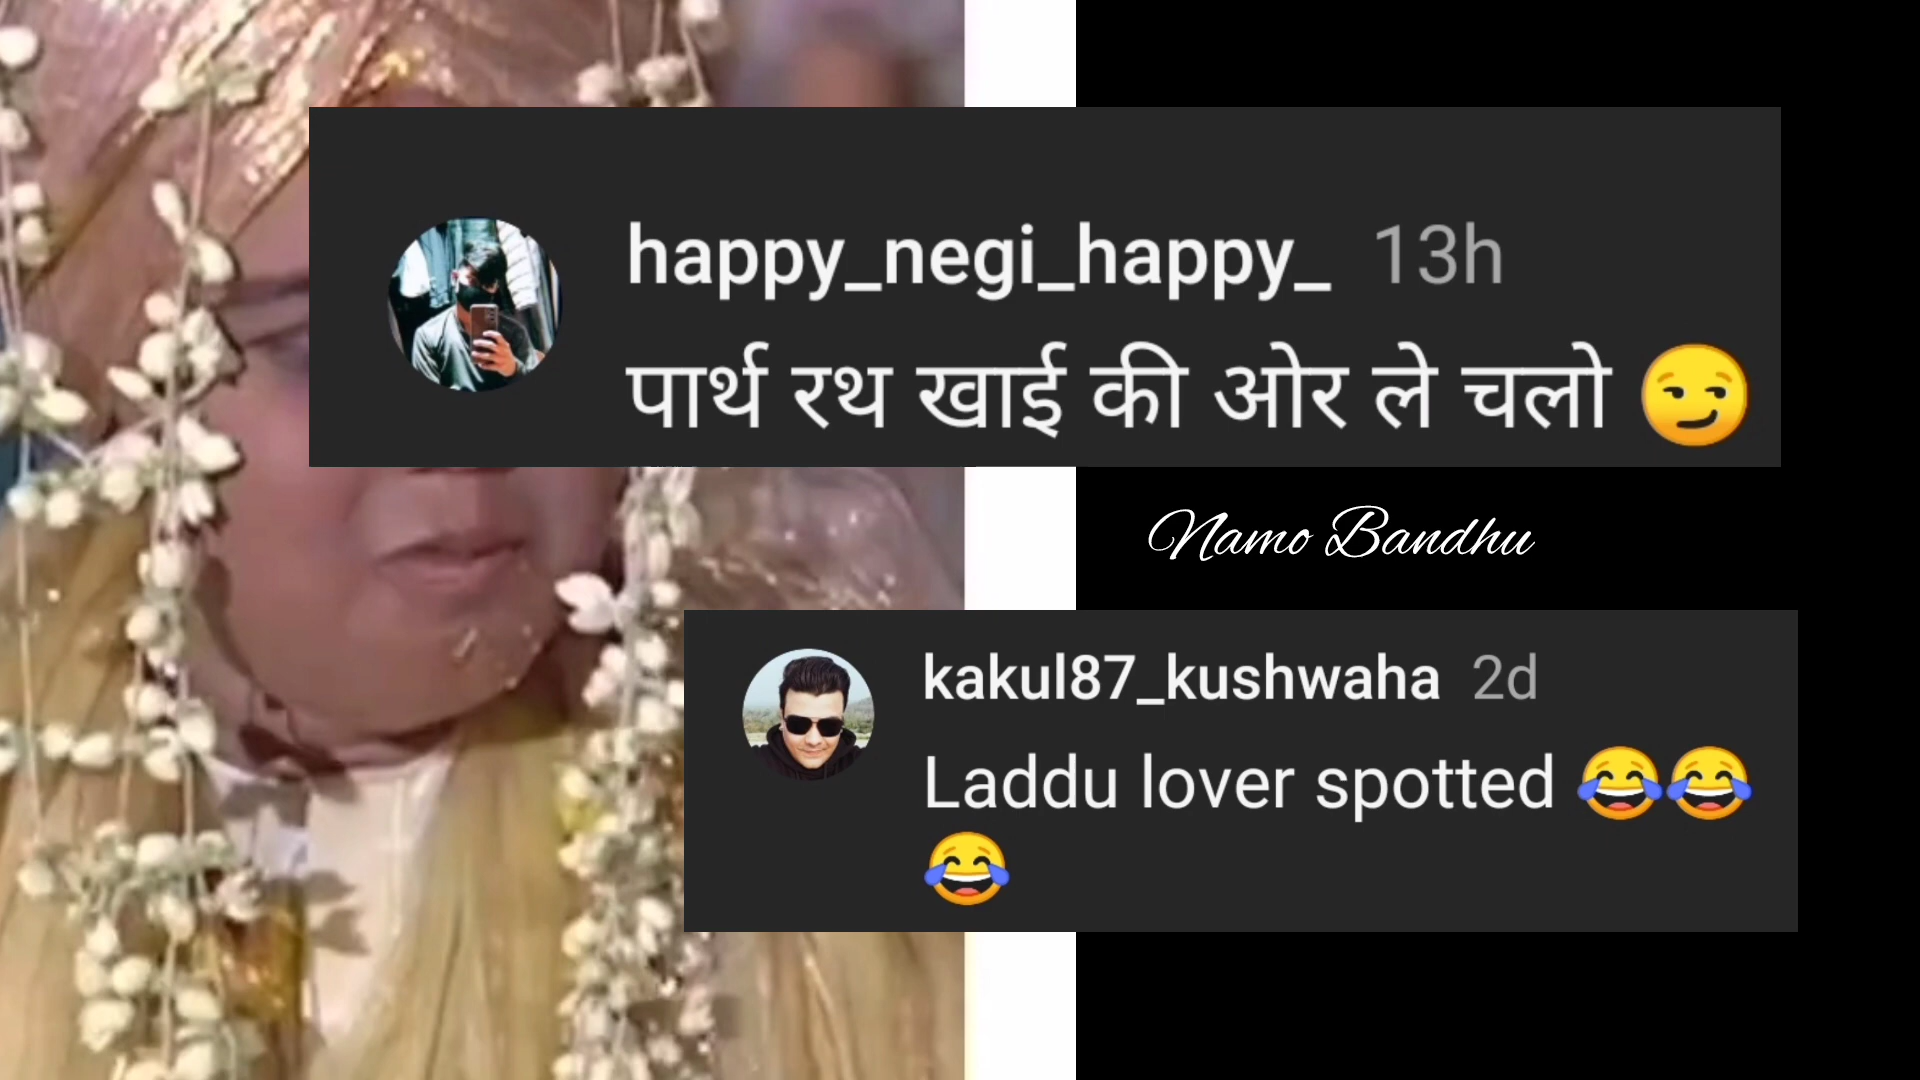 happy_negi_happy_ 13h
पार्थ रथ खाई की ओर ले चलो 😏
Namo Bandhu
kakul87_kushwaha 2d
Laddu lover spotted 😂😂
😂